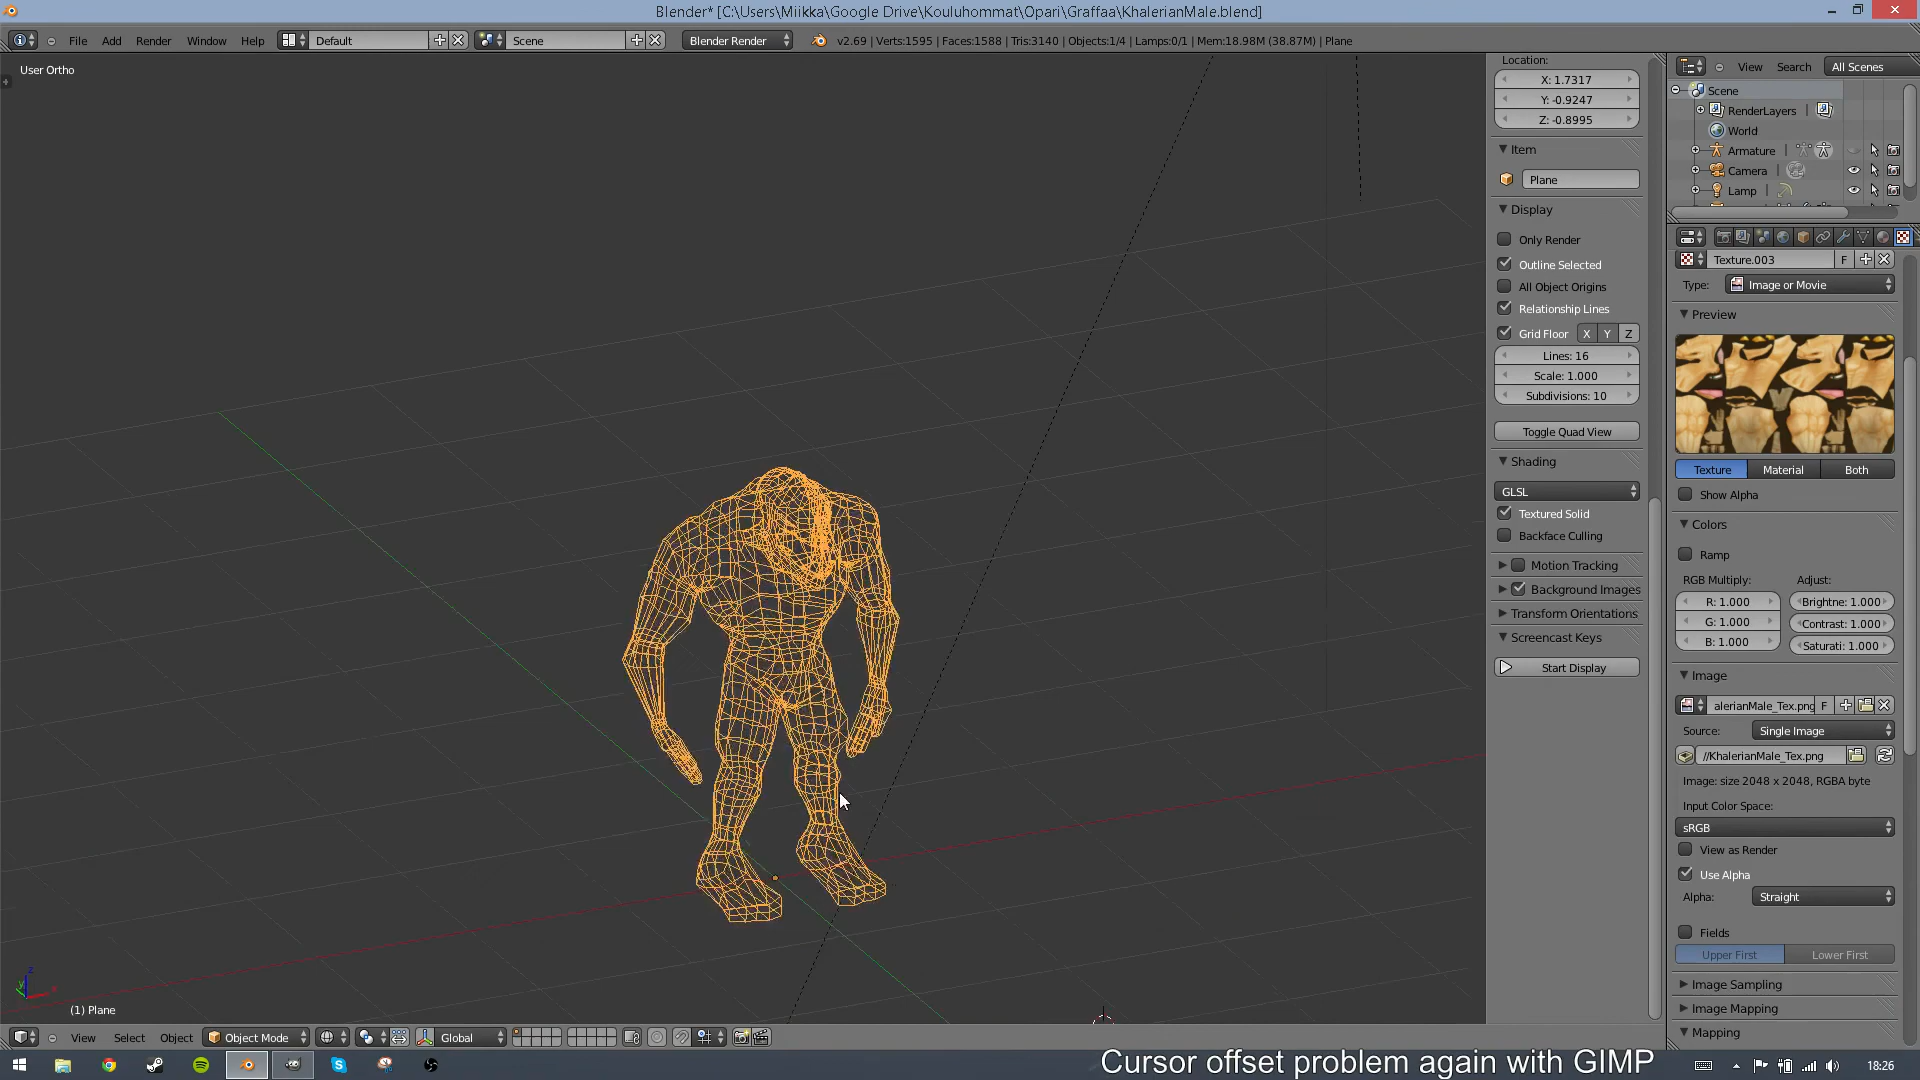 Blender* [C:\Users\Miikka\Google Drive\Kouluhommat\Opari\Graffaa\KhalerianMale.blend]
File Add Render Window Help Default Scene Blender Render v2.69 | Verts:1595 | Faces:1588 | Tris:3140 | Objects:1/4 | Lamps:0/1 | Mem:18.98M (38.87M) | Plane
User Ortho
Location:
X: 1.7317
Y: -0.9247
Z: -0.8995
Item
Plane
Display
Only Render
Outline Selected
All Object Origins
Relationship Lines
Grid Floor X Y Z
Lines: 16
Scale: 1.000
Subdivisions: 10
Toggle Quad View
Shading
GLSL
Textured Solid
Backface Culling
Motion Tracking
Background Images
Transform Orientations
Screencast Keys
Start Display
View Search All Scenes
Scene
RenderLayers
World
Armature
Camera
Lamp
Texture.003 F
Type: Image or Movie
Preview
Texture Material Both
Show Alpha
Colors
Ramp
RGB Multiply: Adjust:
R: 1.000 Brightne: 1.000
G: 1.000 Contrast: 1.000
B: 1.000 Saturati: 1.000
Image
alerianMale_Tex.png F
Source: Single Image
//KhalerianMale_Tex.png
Image: size 2048 x 2048, RGBA byte
Input Color Space:
sRGB
View as Render
Use Alpha
Alpha: Straight
Fields
Upper First Lower First
Image Sampling
Image Mapping
Mapping
z
y
x
(1) Plane
View Select Object Object Mode Global
Cursor offset problem again with GIMP
18:26